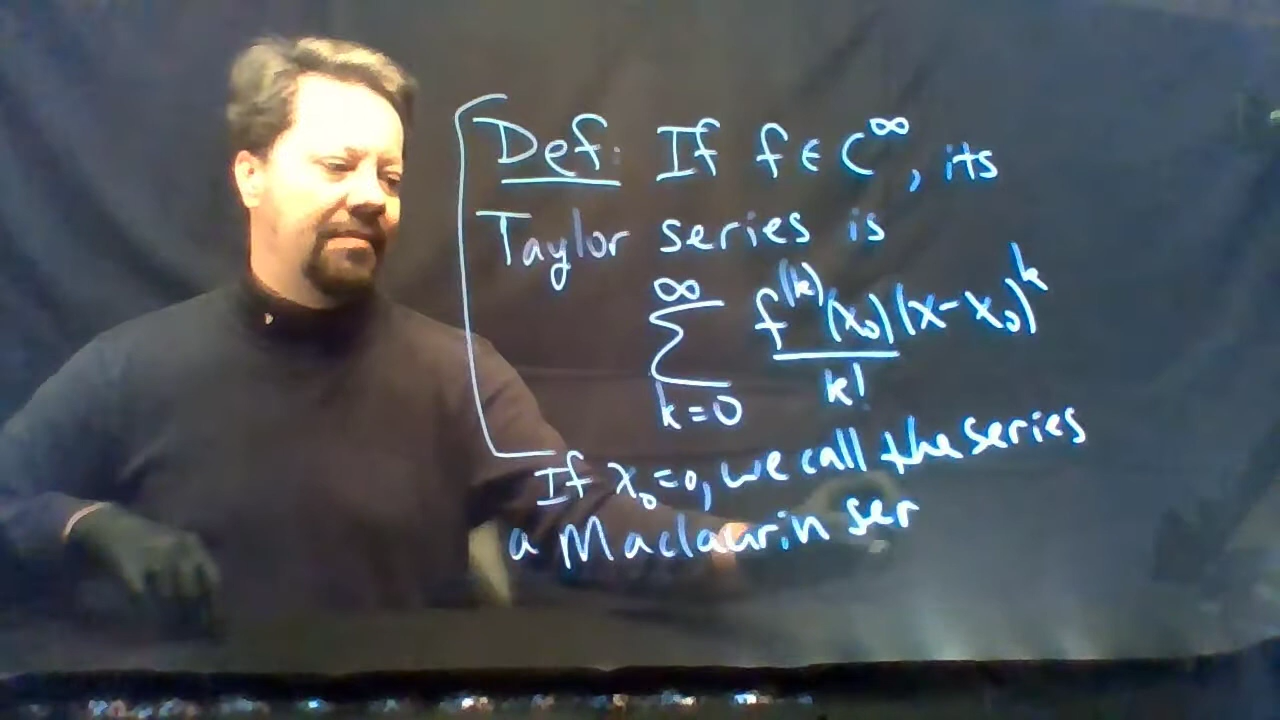 Def: If f ∈ C^∞, its
Taylor series is
∞
∑ f^(k)(x₀)(x-x₀)^k
k=0 k!
If x₀=0, we call the series
a Maclaurin ser